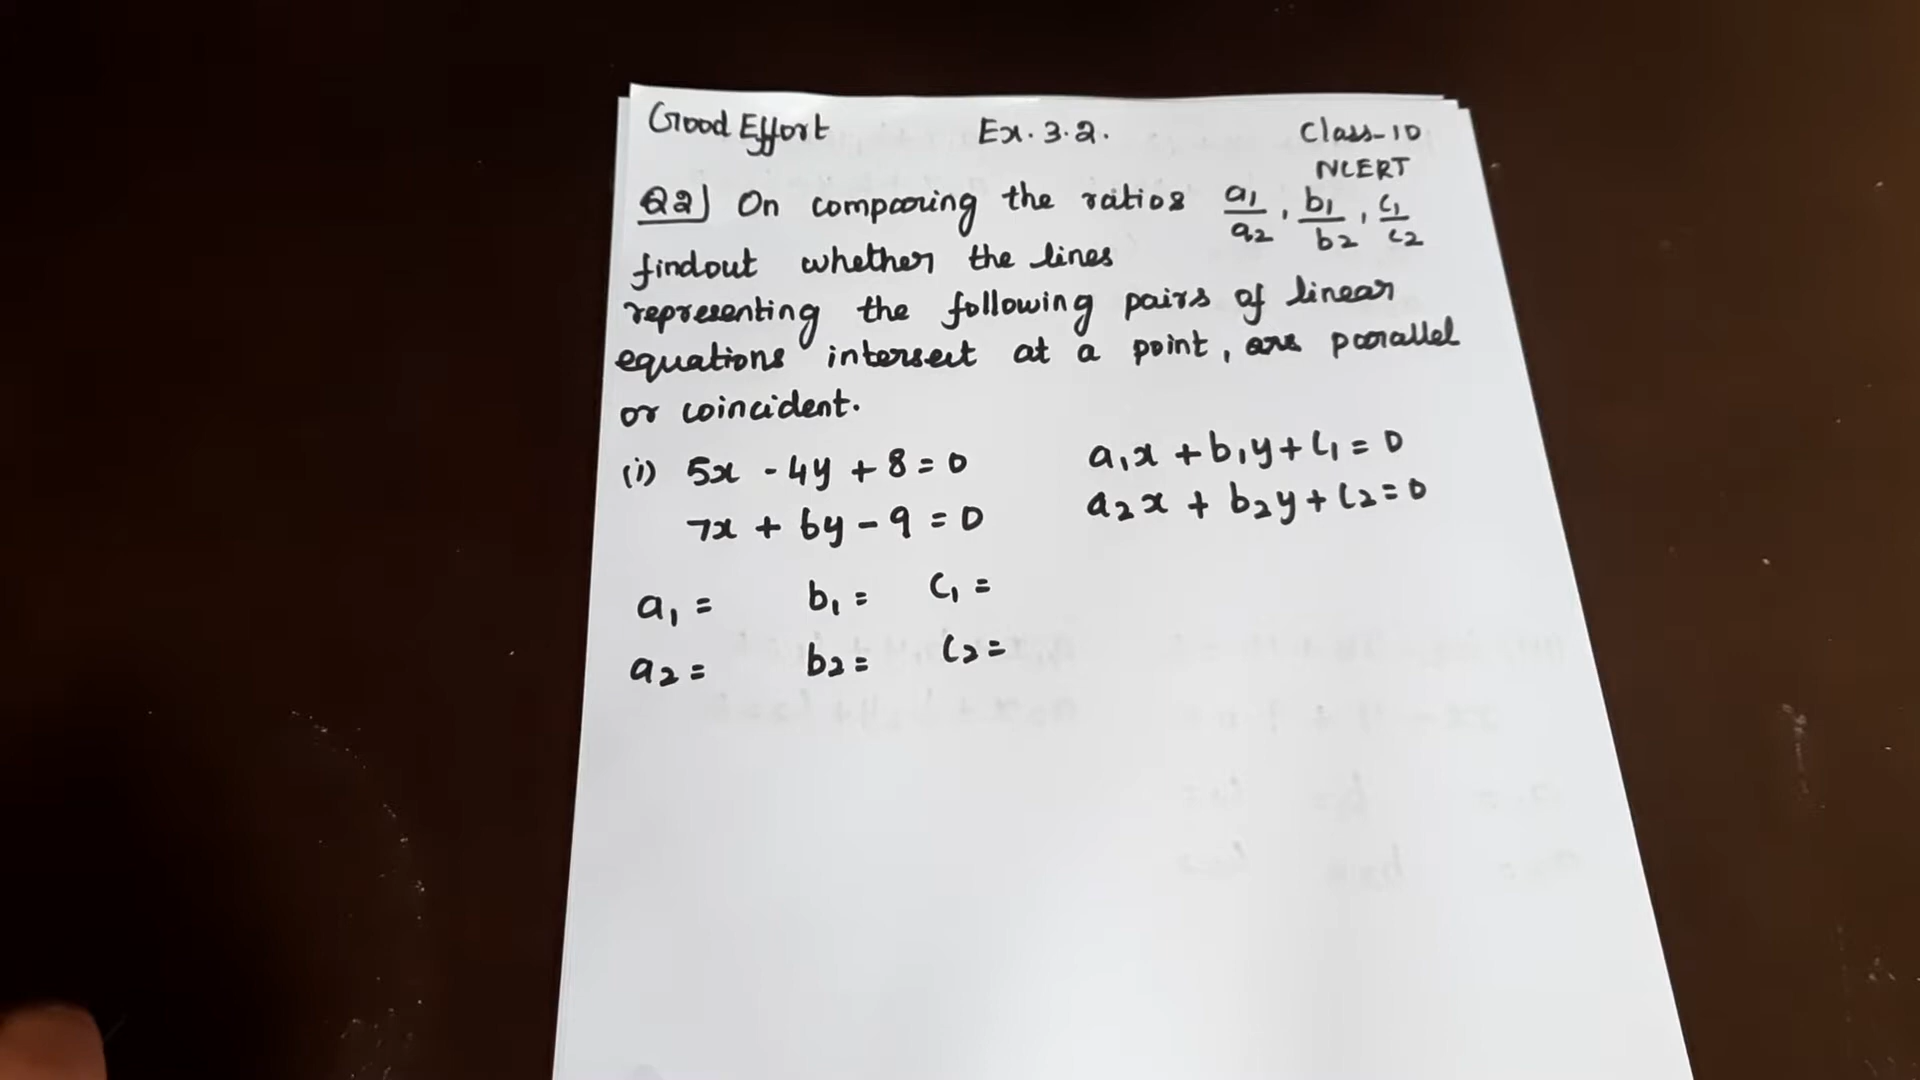 Good Effort Ex. 3.2. Class-10
NCERT
Q2) On comparing the ratios a1/a2, b1/b2, c1/c2
findout whether the lines
representing the following pairs of linear
equations intersect at a point, are parallel
or coincident.
(i) 5x - 4y + 8 = 0 a1x + b1y + c1 = 0
7x + 6y - 9 = 0 a2x + b2y + c2 = 0
a1 = b1 = c1 =
a2 = b2 = c2 =